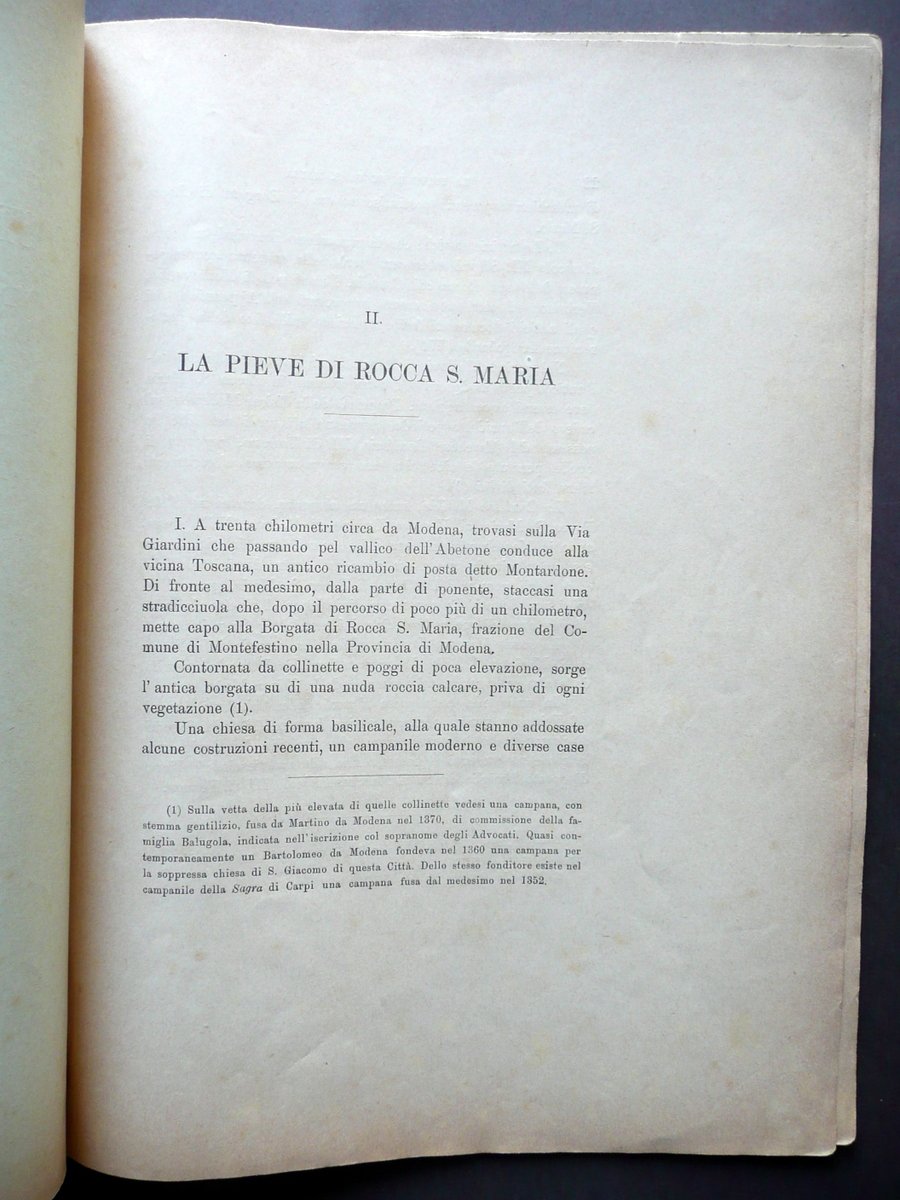 II.
LA PIEVE DI ROCCA S. MARIA
I. A trenta chilometri circa da Modena, trovasi sulla Via
Giardini che passando pel vallico dell'Abetone conduce alla
vicina Toscana, un antico ricambio di posta detto Montardone.
Di fronte al medesimo, dalla parte di ponente, staccasi una
stradicciuola che, dopo il percorso di poco più di un chilometro,
mette capo alla Borgata di Rocca S. Maria, frazione del Co-
mune di Montefestino nella Provincia di Modena.
Contornata da collinette e poggi di poca elevazione, sorge
l'antica borgata su di una nuda roccia calcare, priva di ogni
vegetazione (1).
Una chiesa di forma basilicale, alla quale stanno addossate
alcune costruzioni recenti, un campanile moderno e diverse case
(1) Sulla vetta della più elevata di quelle collinette vedesi una campana, con
stemma gentilizio, fusa da Martino da Modena nel 1370, di commissione della fa-
miglia Balugola, indicata nell'iscrizione col sopranome degli Advocati. Quasi con-
temporaneamente un Bartolomeo da Modena fondeva nel 1360 una campana per
la soppressa chiesa di S. Giacomo di questa Città. Dello stesso fonditore esiste nel
campanile della Sagra di Carpi una campana fusa dal medesimo nel 1352.